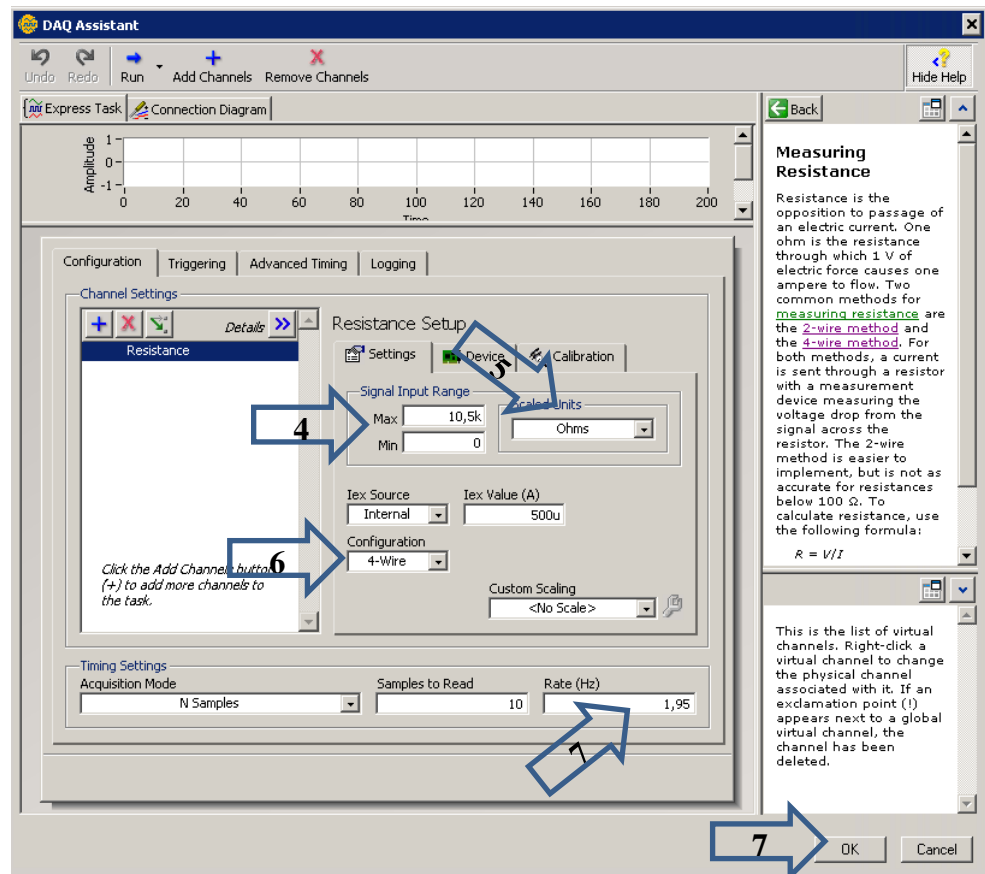 DAQ Assistant
Undo Redo Run Add Channels Remove Channels Hide Help
Express Task Connection Diagram
Back
Amplitude
1
0
-1
0 20 40 60 80 100 120 140 160 180 200
Time
Configuration Triggering Advanced Timing Logging
Channel Settings
Details
Resistance
Click the Add Channels button
(+) to add more channels to
the task.
Resistance Setup
Settings Device Calibration
5
Signal Input Range
Scaled Units
4
Max 10,5k
Min 0
Ohms
Iex Source Iex Value (A)
Internal 500u
Configuration
6
4-Wire
Custom Scaling
<No Scale>
Timing Settings
Acquisition Mode Samples to Read Rate (Hz)
N Samples 10 1,95
7
Measuring
Resistance
Resistance is the
opposition to passage of
an electric current. One
ohm is the resistance
through which 1 V of
electric force causes one
ampere to flow. Two
common methods for
measuring resistance are
the 2-wire method and
the 4-wire method. For
both methods, a current
is sent through a resistor
with a measurement
device measuring the
voltage drop from the
signal across the
resistor. The 2-wire
method is easier to
implement, but is not as
accurate for resistances
below 100 Ω. To
calculate resistance, use
the following formula:
R = V/I
This is the list of virtual
channels. Right-click a
virtual channel to change
the physical channel
associated with it. If an
exclamation point (!)
appears next to a global
virtual channel, the
channel has been
deleted.
7
OK Cancel